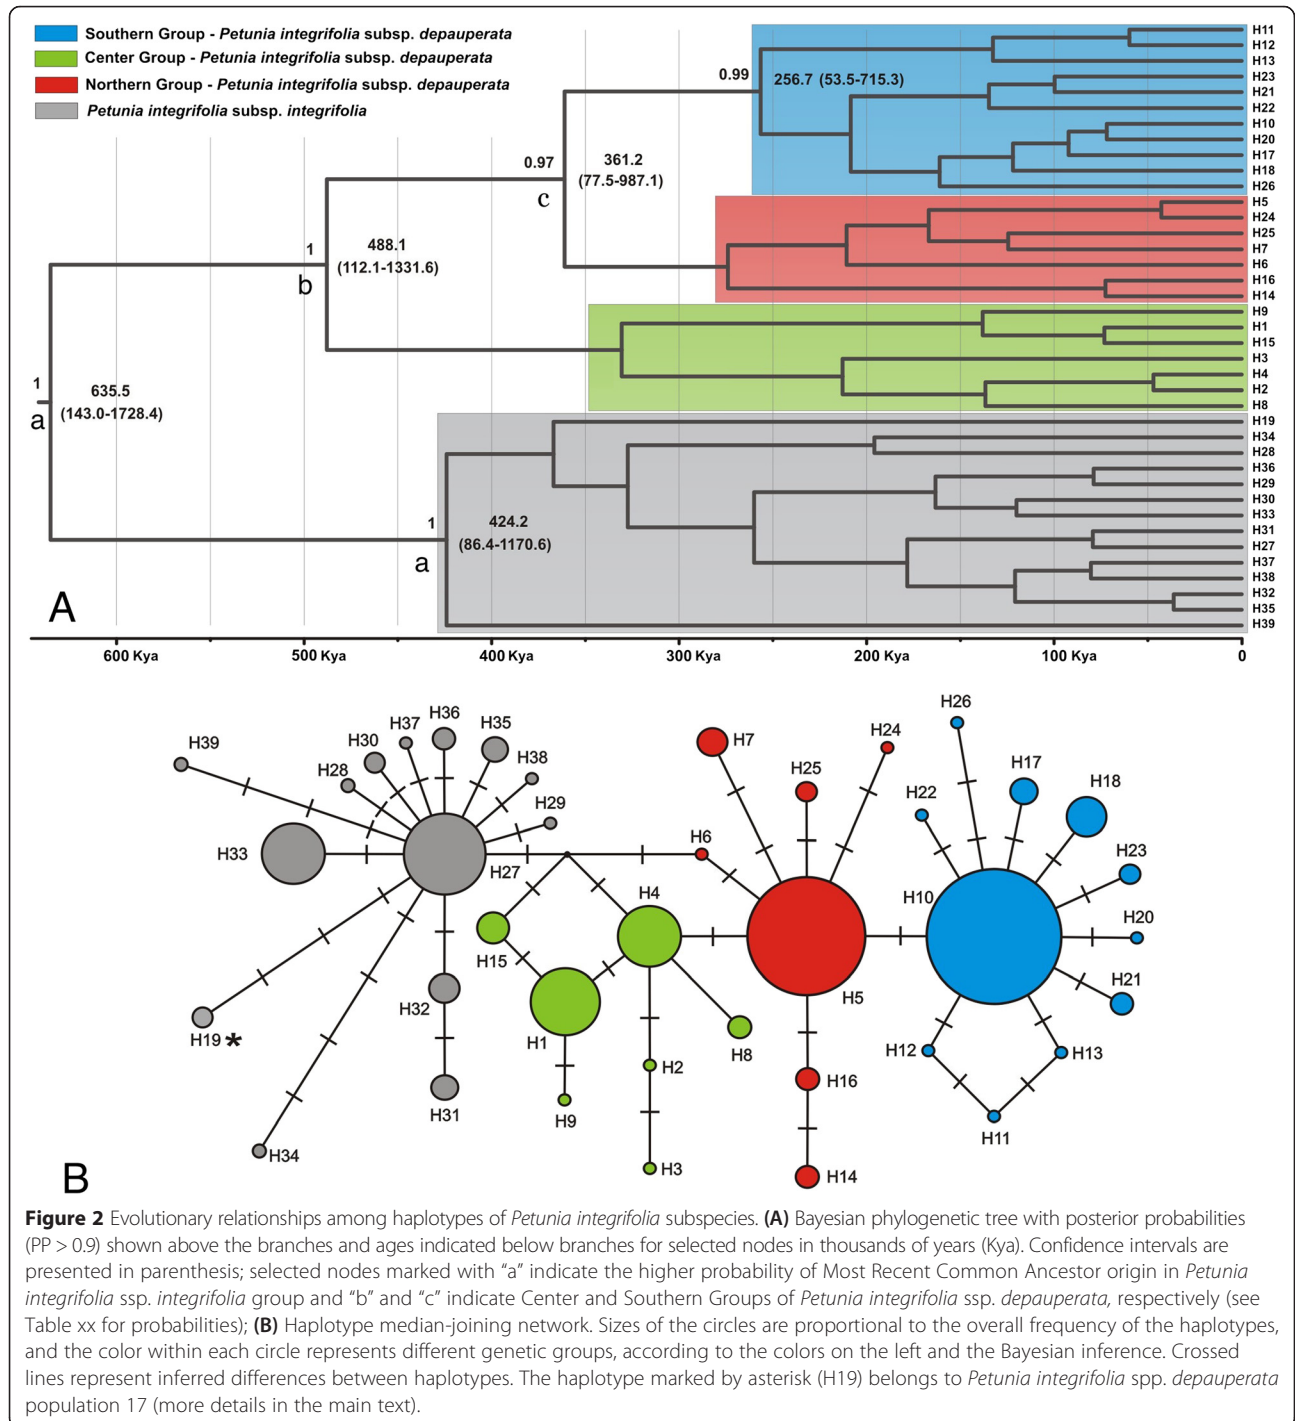 Southern Group - Petunia integrifolia subsp. depauperata
Center Group - Petunia integrifolia subsp. depauperata
Northern Group - Petunia integrifolia subsp. depauperata
Petunia integrifolia subsp. integrifolia
0.99
256.7 (53.5-715.3)
0.97
361.2
(77.5-987.1)
c
1
488.1
(112.1-1331.6)
b
1
635.5
(143.0-1728.4)
a
1
424.2
(86.4-1170.6)
a
H11
H12
H13
H23
H21
H22
H10
H20
H17
H18
H26
H5
H24
H25
H7
H6
H16
H14
H9
H1
H15
H3
H4
H2
H8
H19
H34
H28
H36
H29
H30
H33
H31
H27
H37
H38
H32
H35
H39
A
600 Kya 500 Kya 400 Kya 300 Kya 200 Kya 100 Kya 0
H39
H28
H30
H37
H36
H35
H38
H29
H33
H27
H19 *
H34
H32
H31
H15
H1
H9
H4
H2
H3
H8
H6
H7
H25
H24
H5
H16
H14
H26
H22
H17
H18
H23
H10
H20
H21
H12
H13
H11
B
Figure 2 Evolutionary relationships among haplotypes of Petunia integrifolia subspecies. (A) Bayesian phylogenetic tree with posterior probabilities
(PP > 0.9) shown above the branches and ages indicated below branches for selected nodes in thousands of years (Kya). Confidence intervals are
presented in parenthesis; selected nodes marked with “a” indicate the higher probability of Most Recent Common Ancestor origin in Petunia
integrifolia ssp. integrifolia group and “b” and “c” indicate Center and Southern Groups of Petunia integrifolia ssp. depauperata, respectively (see
Table xx for probabilities); (B) Haplotype median-joining network. Sizes of the circles are proportional to the overall frequency of the haplotypes,
and the color within each circle represents different genetic groups, according to the colors on the left and the Bayesian inference. Crossed
lines represent inferred differences between haplotypes. The haplotype marked by asterisk (H19) belongs to Petunia integrifolia spp. depauperata
population 17 (more details in the main text).